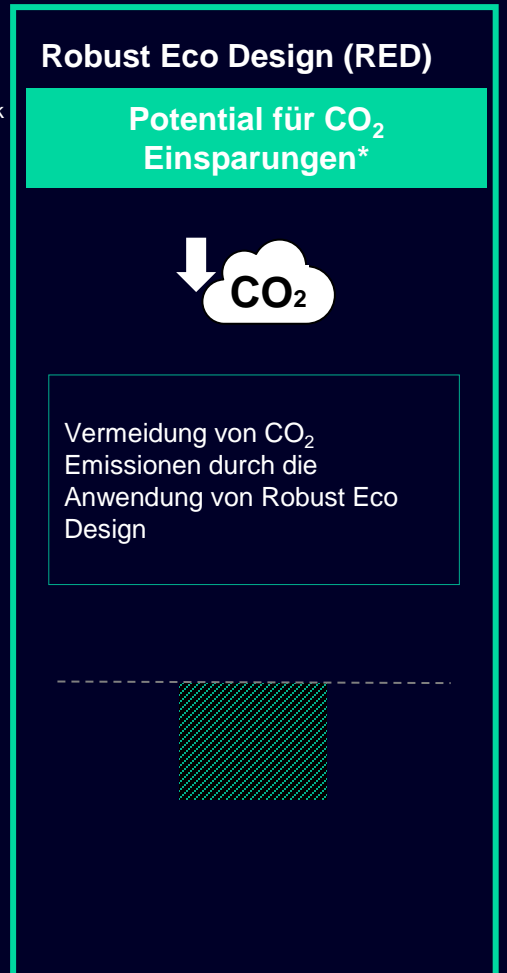 Robust Eco Design (RED)
k
Potential für CO₂
Einsparungen*
CO₂
Vermeidung von CO₂
Emissionen durch die
Anwendung von Robust Eco
Design